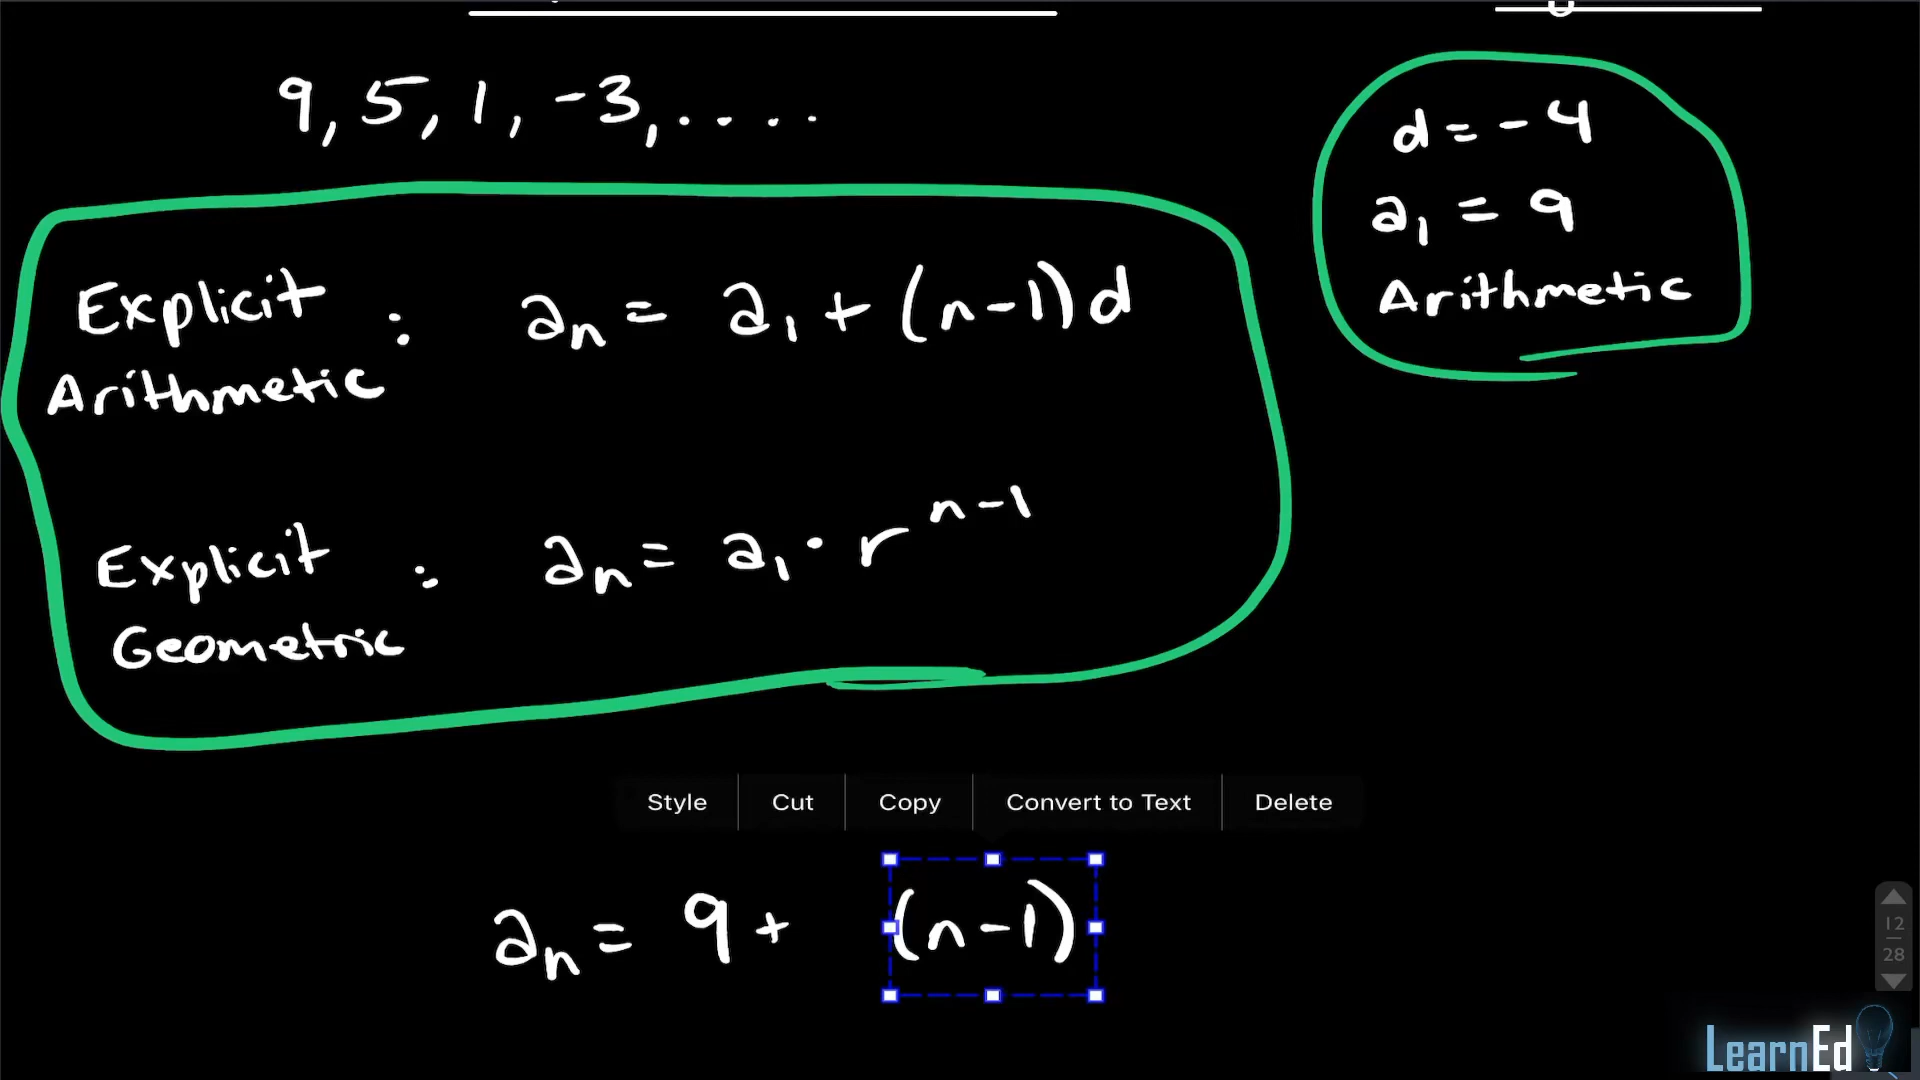 9, 5, 1, -3, ....
d = -4
a₁ = 9
Arithmetic
Explicit Arithmetic : aₙ = a₁ + (n-1)d
Explicit Geometric : aₙ = a₁ · rⁿ⁻¹
Style Cut Copy Convert to Text Delete
aₙ = 9 + (n-1)
12
28
LearnEd